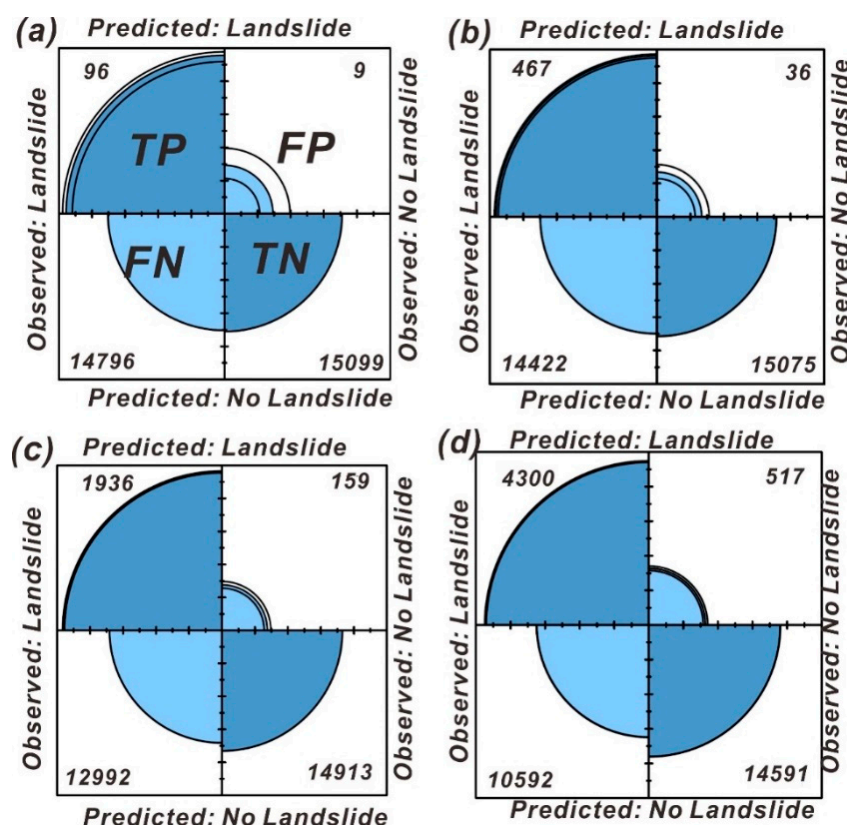 (a)
Predicted: Landslide
96
9
TP
FP
FN
TN
14796
15099
Observed: Landslide
Observed: No Landslide
Predicted: No Landslide
(b)
Predicted: Landslide
467
36
14422
15075
Observed: Landslide
Observed: No Landslide
Predicted: No Landslide
(c)
Predicted: Landslide
1936
159
12992
14913
Observed: Landslide
Observed: No Landslide
Predicted: No Landslide
(d)
Predicted: Landslide
4300
517
10592
14591
Observed: Landslide
Observed: No Landslide
Predicted: No Landslide